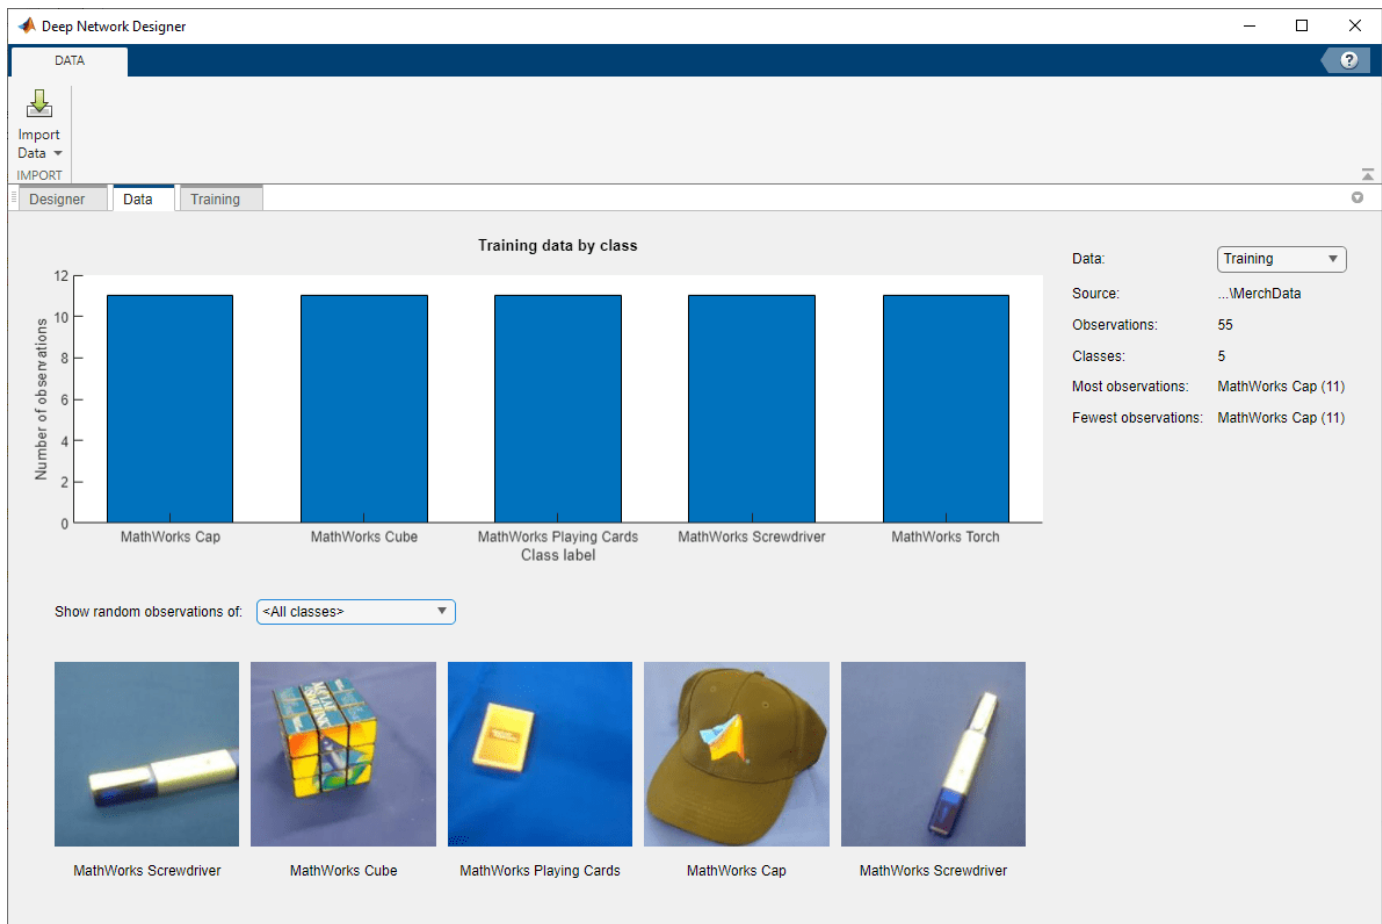 Deep Network Designer
DATA
?
Import
Data
IMPORT
Designer
Data
Training
Training data by class
12
10
8
6
4
2
0
Number of observations
MathWorks Cap
MathWorks Cube
MathWorks Playing Cards
MathWorks Screwdriver
MathWorks Torch
Class label
Data: Training
Source: ...\MerchData
Observations: 55
Classes: 5
Most observations: MathWorks Cap (11)
Fewest observations: MathWorks Cap (11)
Show random observations of: <All classes>
MathWorks Screwdriver
MathWorks Cube
MathWorks Playing Cards
MathWorks Cap
MathWorks Screwdriver